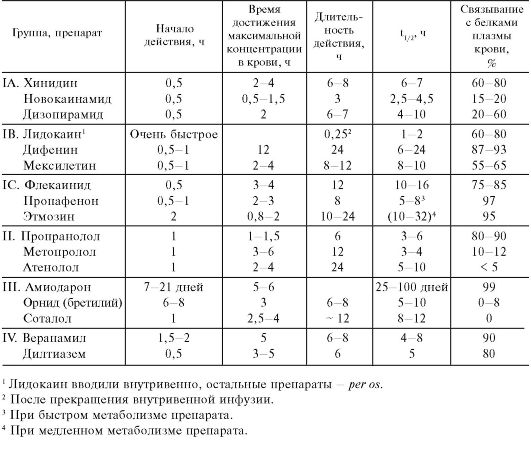 Группа, препарат | Начало действия, ч | Время достижения максимальной концентрации в крови, ч | Длитель-ность действия, ч | t1/2, ч | Связывание с белками плазмы крови, %
IA. Хинидин | 0,5 | 2–4 | 6–8 | 6–7 | 60–80
Новокаинамид | 0,5 | 0,5–1,5 | 3 | 2,5–4,5 | 15–20
Дизопирамид | 0,5 | 2 | 6–7 | 4–10 | 20–60
IB. Лидокаин¹ | Очень быстрое | 0,25² | 1–2 | 60–80
Дифенин | 0,5–1 | 12 | 24 | 6–24 | 87–93
Мексилетин | 0,5–1 | 2–4 | 8–12 | 8–10 | 55–65
IC. Флекаинид | 0,5 | 3–4 | 12 | 10–16 | 75–85
Пропафенон | 0,5–1 | 2–3 | 8 | 5–8³ | 97
Этмозин | 2 | 0,8–2 | 10–24 | (10–32)⁴ | 95
II. Пропранолол | 1 | 1–1,5 | 6 | 3–6 | 80–90
Метопролол | 1 | 3–6 | 12 | 3–4 | 10–12
Атенолол | 1 | 2–4 | 24 | 5–10 | < 5
III. Амиодарон | 7–21 дней | 5–6 | 25–100 дней | 99
Орнид (бретилий) | 6–8 | 3 | 6–8 | 5–10 | 0–8
Соталол | 1 | 2,5–4 | ~ 12 | 8–12 | 0
IV. Верапамил | 1,5–2 | 5 | 6–8 | 4–8 | 90
Дилтиазем | 0,5 | 3–5 | 6 | 5 | 80
¹ Лидокаин вводили внутривенно, остальные препараты – per os.
² После прекращения внутривенной инфузии.
³ При быстром метаболизме препарата.
⁴ При медленном метаболизме препарата.